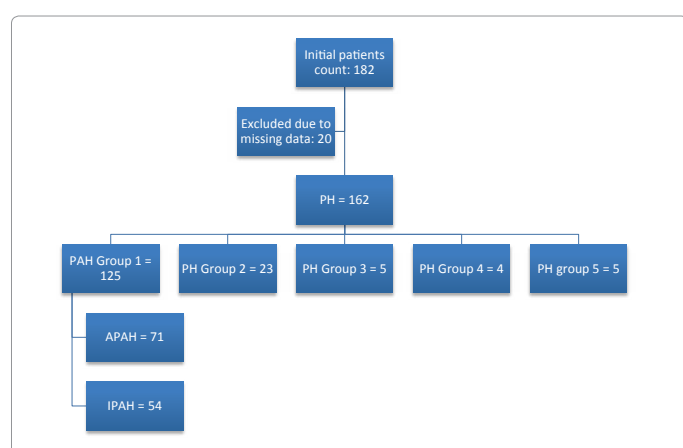 Initial patients
count: 182
Excluded due to
missing data: 20
PH = 162
PAH Group 1 =
125
PH Group 2 = 23
PH Group 3 = 5
PH Group 4 = 4
PH group 5 = 5
APAH = 71
IPAH = 54